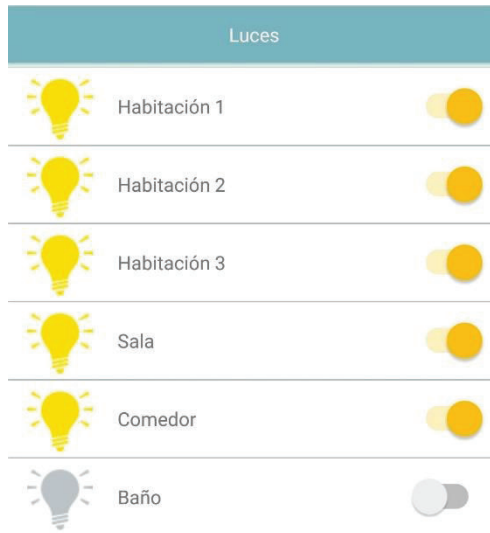 Luces
Habitación 1
Habitación 2
Habitación 3
Sala
Comedor
Baño